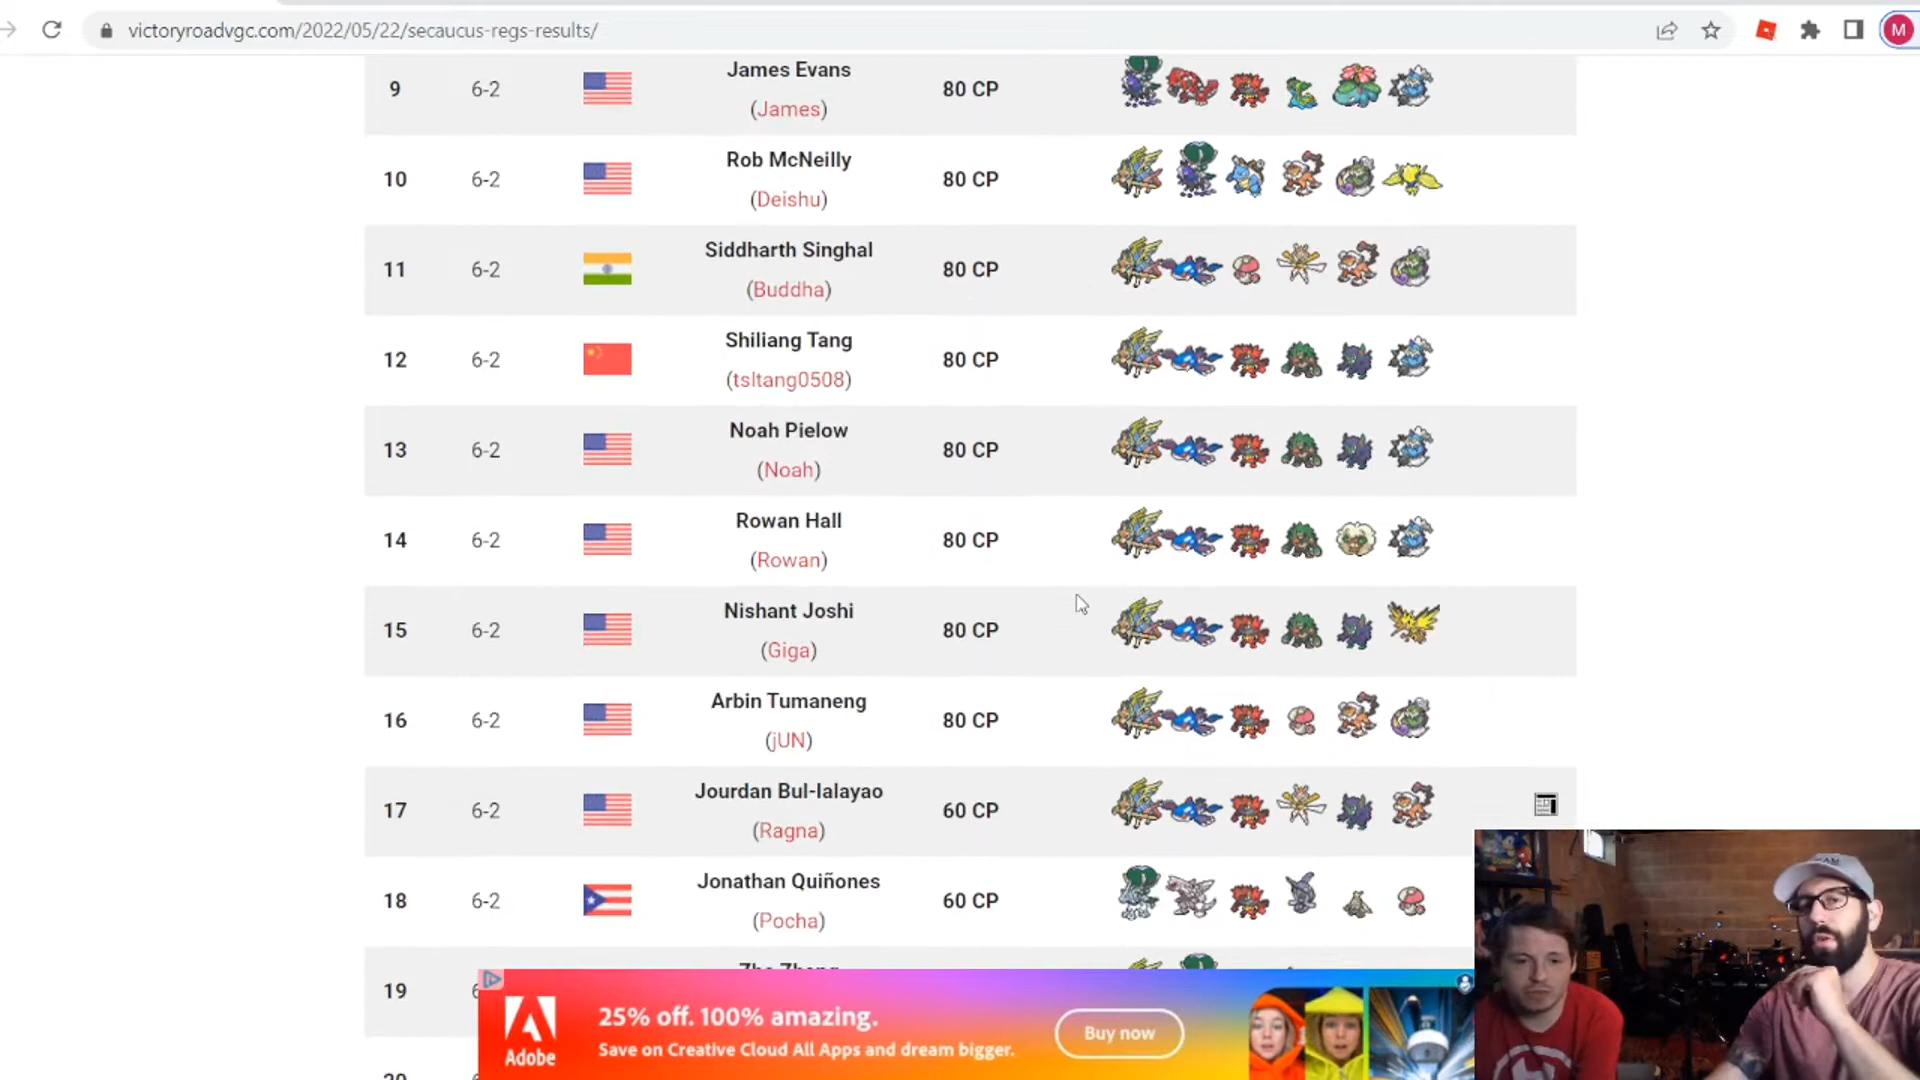 victoryroadvgc.com/2022/05/22/secaucus-regs-results/
M
9 6-2 James Evans (James) 80 CP
10 6-2 Rob McNeilly (Deishu) 80 CP
11 6-2 Siddharth Singhal (Buddha) 80 CP
12 6-2 Shiliang Tang (tsltang0508) 80 CP
13 6-2 Noah Pielow (Noah) 80 CP
14 6-2 Rowan Hall (Rowan) 80 CP
15 6-2 Nishant Joshi (Giga) 80 CP
16 6-2 Arbin Tumaneng (jUN) 80 CP
17 6-2 Jourdan Bul-lalayao (Ragna) 60 CP
18 6-2 Jonathan Quiñones (Pocha) 60 CP
19
Adobe
25% off. 100% amazing.
Save on Creative Cloud All Apps and dream bigger.
Buy now